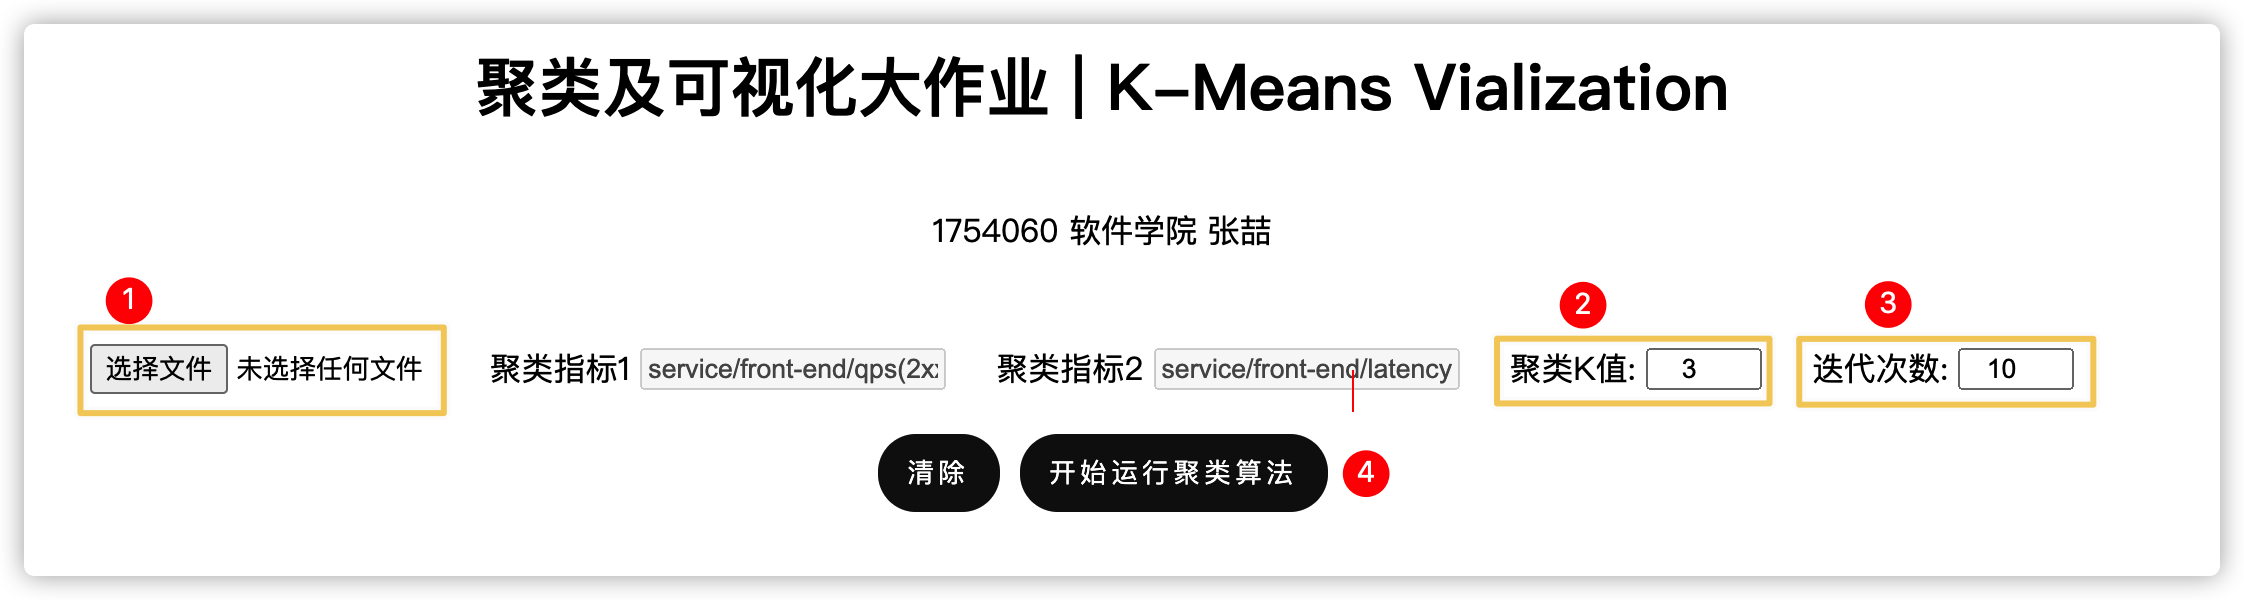 聚类及可视化大作业 | K-Means Vialization
1754060 软件学院 张喆
1
2
3
选择文件 未选择任何文件 聚类指标1 service/front-end/qps(2xx 聚类指标2 service/front-end/latency 聚类K值: 3 迭代次数: 10
清除 开始运行聚类算法 4